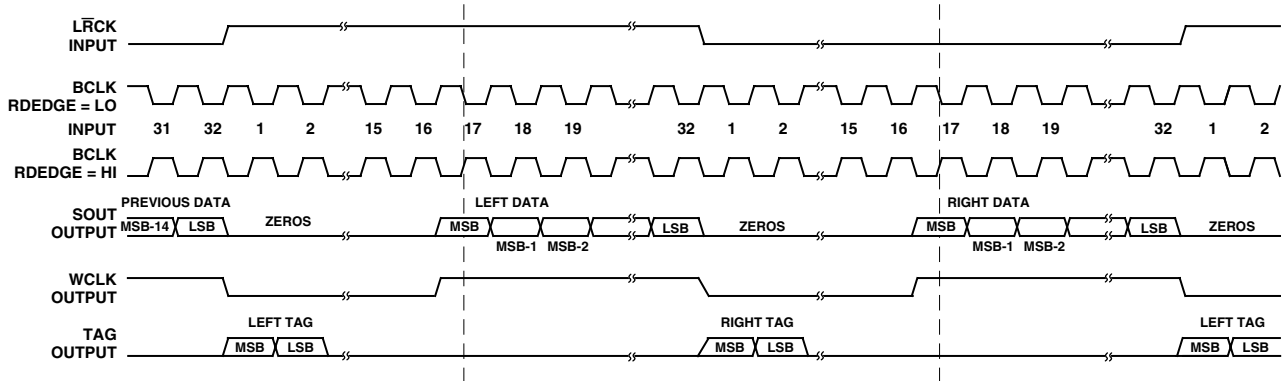 LR̅CK
INPUT
BCLK
RDEDGE = LO
INPUT 31 32 1 2 15 16 17 18 19 32 1 2 15 16 17 18 19 32 1 2
BCLK
RDEDGE = HI
PREVIOUS DATA LEFT DATA RIGHT DATA
SOUT
OUTPUT
MSB-14 LSB ZEROS MSB LSB ZEROS MSB LSB ZEROS
MSB-1 MSB-2 MSB-1 MSB-2
WCLK
OUTPUT
LEFT TAG RIGHT TAG LEFT TAG
TAG
OUTPUT
MSB LSB MSB LSB MSB LSB